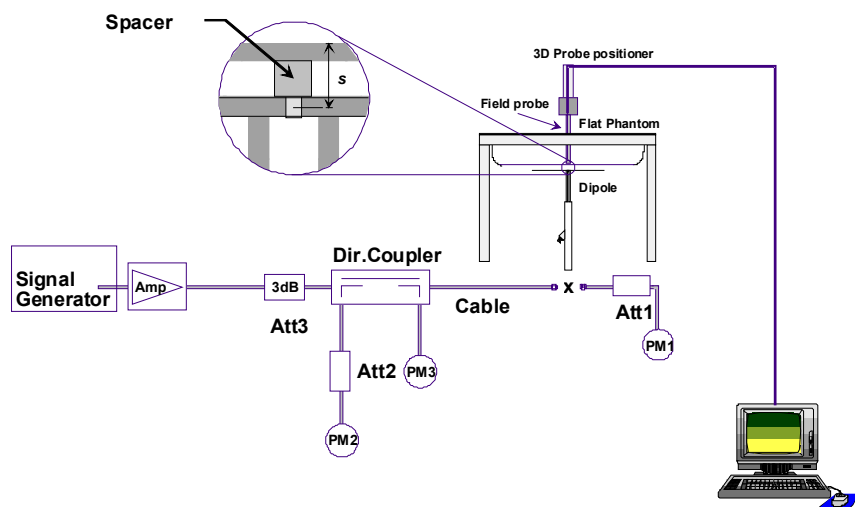 Spacer
s
3D Probe positioner
Field probe
Flat Phantom
Dipole
Signal
Generator
Amp
3dB
Att3
Dir.Coupler
Cable
x
Att1
PM1
Att2
PM3
PM2